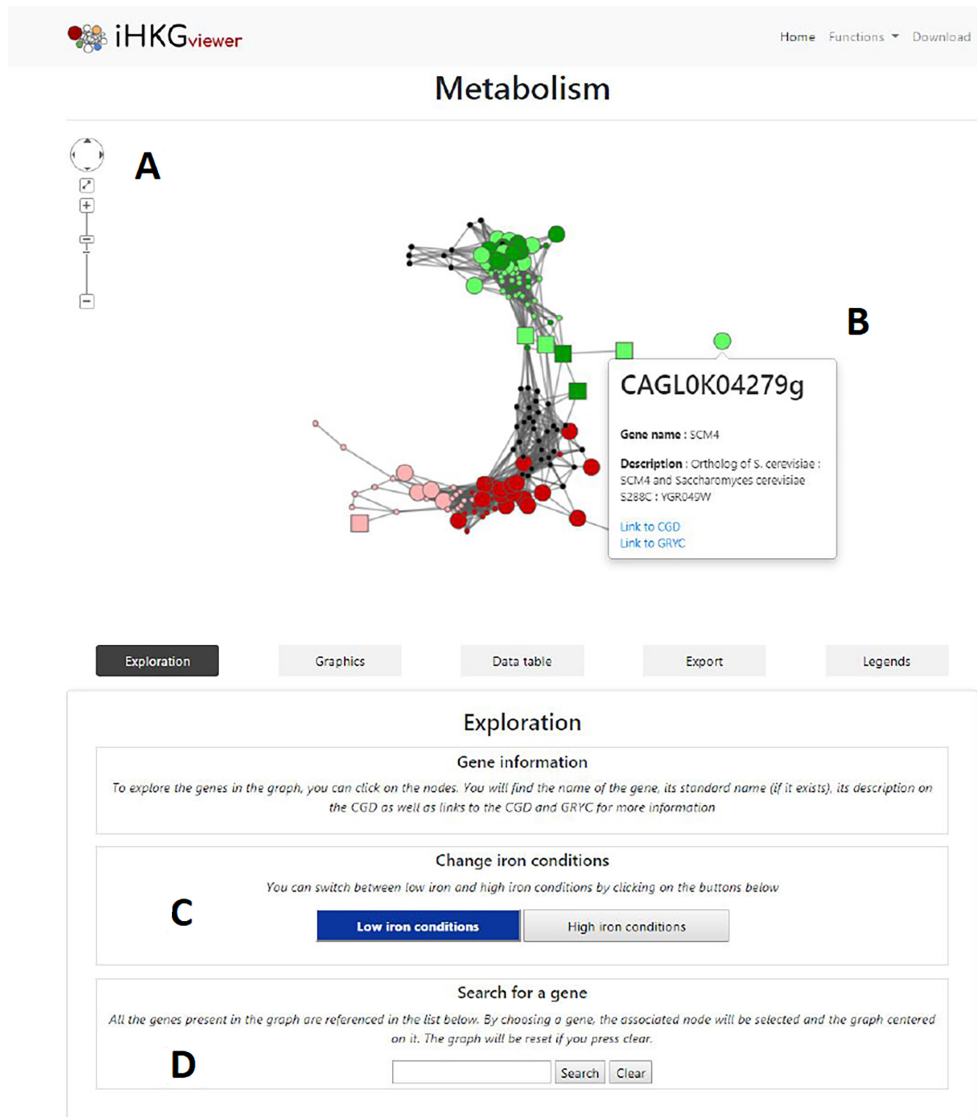 iHKGviewer
Home Functions Download
Metabolism
A
B
CAGL0K04279g
Gene name : SCM4
Description : Ortholog of S. cerevisiae :
SCM4 and Saccharomyces cerevisiae
S288C : YGR049W
Link to CGD
Link to GRYC
Exploration Graphics Data table Export Legends
Exploration
Gene information
To explore the genes in the graph, you can click on the nodes. You will find the name of the gene, its standard name (if it exists), its description on
the CGD as well as links to the CGD and GRYC for more information
Change iron conditions
You can switch between low iron and high iron conditions by clicking on the buttons below
C
Low iron conditions High iron conditions
Search for a gene
All the genes present in the graph are referenced in the list below. By choosing a gene, the associated node will be selected and the graph centered
on it. The graph will be reset if you press clear.
D
Search Clear